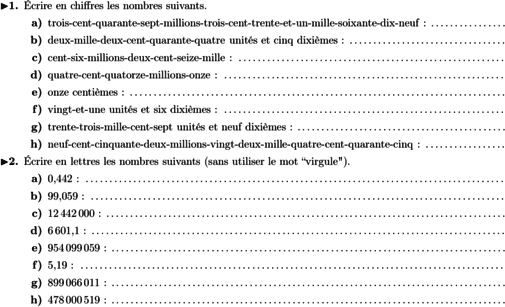 ▶1. Écrire en chiffres les nombres suivants.
a) trois-cent-quarante-sept-millions-trois-cent-trente-et-un-mille-soixante-dix-neuf : ................
b) deux-mille-deux-cent-quarante-quatre unités et cinq dixièmes : ................
c) cent-six-millions-deux-cent-seize-mille : ................
d) quatre-cent-quatorze-millions-onze : ................
e) onze centièmes : ................
f) vingt-et-une unités et six dixièmes : ................
g) trente-trois-mille-cent-sept unités et neuf dixièmes : ................
h) neuf-cent-cinquante-deux-millions-vingt-deux-mille-quatre-cent-quarante-cinq : ................
▶2. Écrire en lettres les nombres suivants (sans utiliser le mot “virgule").
a) 0,442 : ................
b) 99,059 : ................
c) 12 442 000 : ................
d) 6 601,1 : ................
e) 954 099 059 : ................
f) 5,19 : ................
g) 899 066 011 : ................
h) 478 000 519 : ................